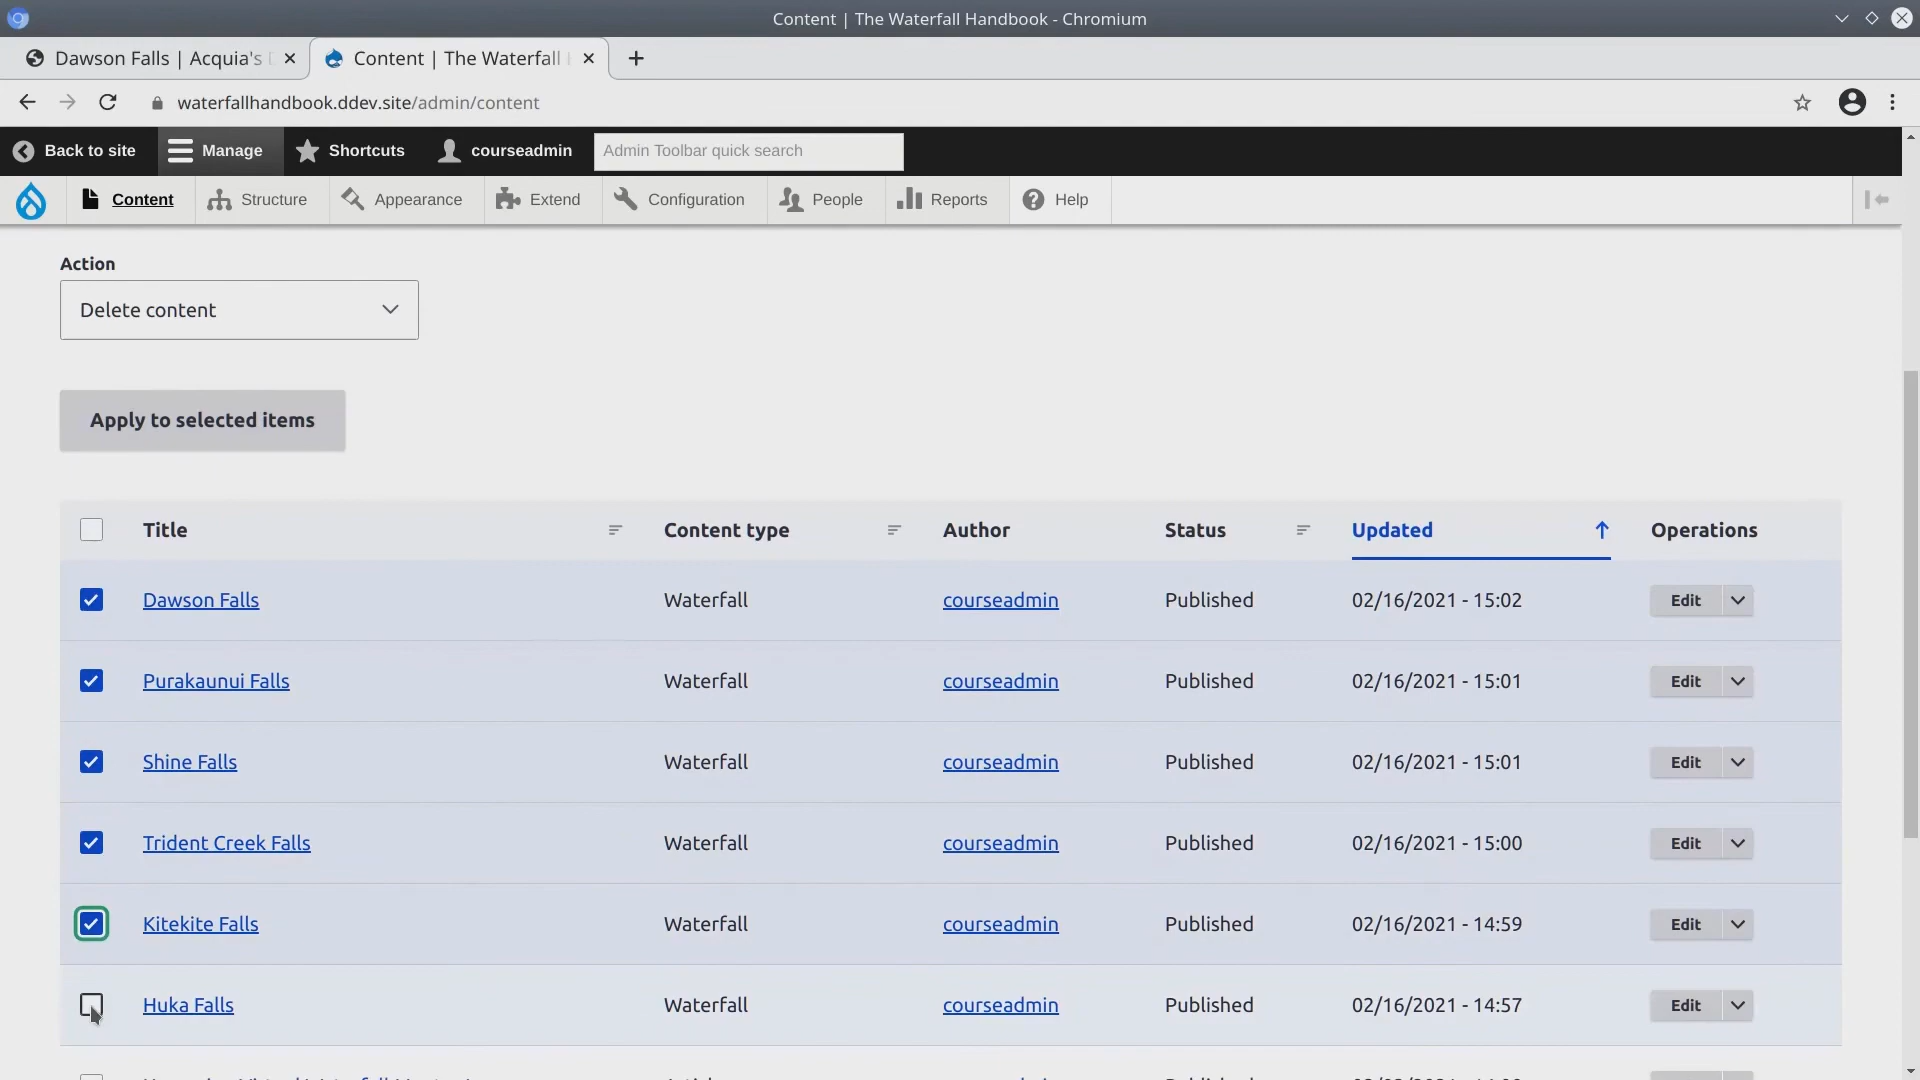 Content | The Waterfall Handbook - Chromium
Dawson Falls | Acquia's
Content | The Waterfall
waterfallhandbook.ddev.site/admin/content
Back to site Manage Shortcuts courseadmin Admin Toolbar quick search
Content Structure Appearance Extend Configuration People Reports Help
Action
Delete content
Apply to selected items
Title Content type Author Status Updated Operations
Dawson Falls Waterfall courseadmin Published 02/16/2021 - 15:02 Edit
Purakaunui Falls Waterfall courseadmin Published 02/16/2021 - 15:01 Edit
Shine Falls Waterfall courseadmin Published 02/16/2021 - 15:01 Edit
Trident Creek Falls Waterfall courseadmin Published 02/16/2021 - 15:00 Edit
Kitekite Falls Waterfall courseadmin Published 02/16/2021 - 14:59 Edit
Huka Falls Waterfall courseadmin Published 02/16/2021 - 14:57 Edit